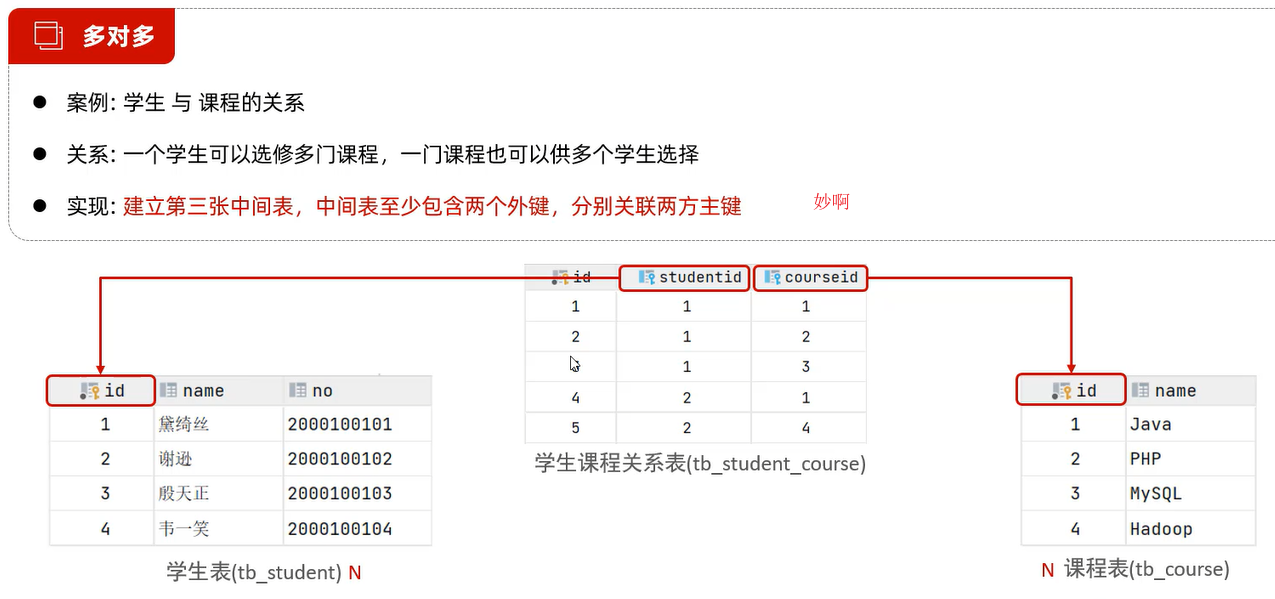 多对多
案例: 学生 与 课程的关系
关系: 一个学生可以选修多门课程，一门课程也可以供多个学生选择
实现: 建立第三张中间表，中间表至少包含两个外键，分别关联两方主键
妙啊
id studentid courseid
1 1 1
2 1 2
1 3
4 2 1
5 2 4
学生课程关系表(tb_student_course)
id name no
1 黛绮丝 2000100101
2 谢逊 2000100102
3 殷天正 2000100103
4 韦一笑 2000100104
学生表(tb_student) N
id name
1 Java
2 PHP
3 MySQL
4 Hadoop
N 课程表(tb_course)